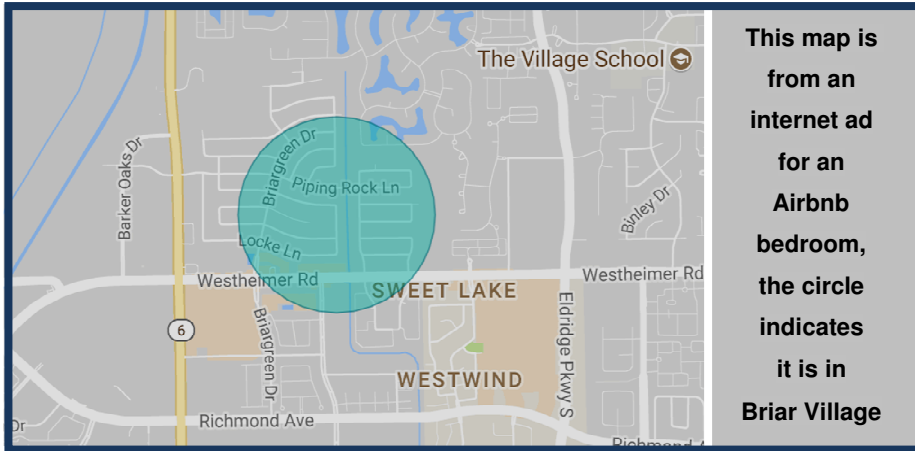 The Village School
Briargreen Dr
Barker Oaks Dr
Piping Rock Ln
Binley Dr
Locke Ln
Westheimer Rd
Westheimer Rd
SWEET LAKE
6
Briargreen Dr
Eldridge Pkwy S
WESTWIND
Richmond Ave
Dr
This map is
from an
internet ad
for an
Airbnb
bedroom,
the circle
indicates
it is in
Briar Village